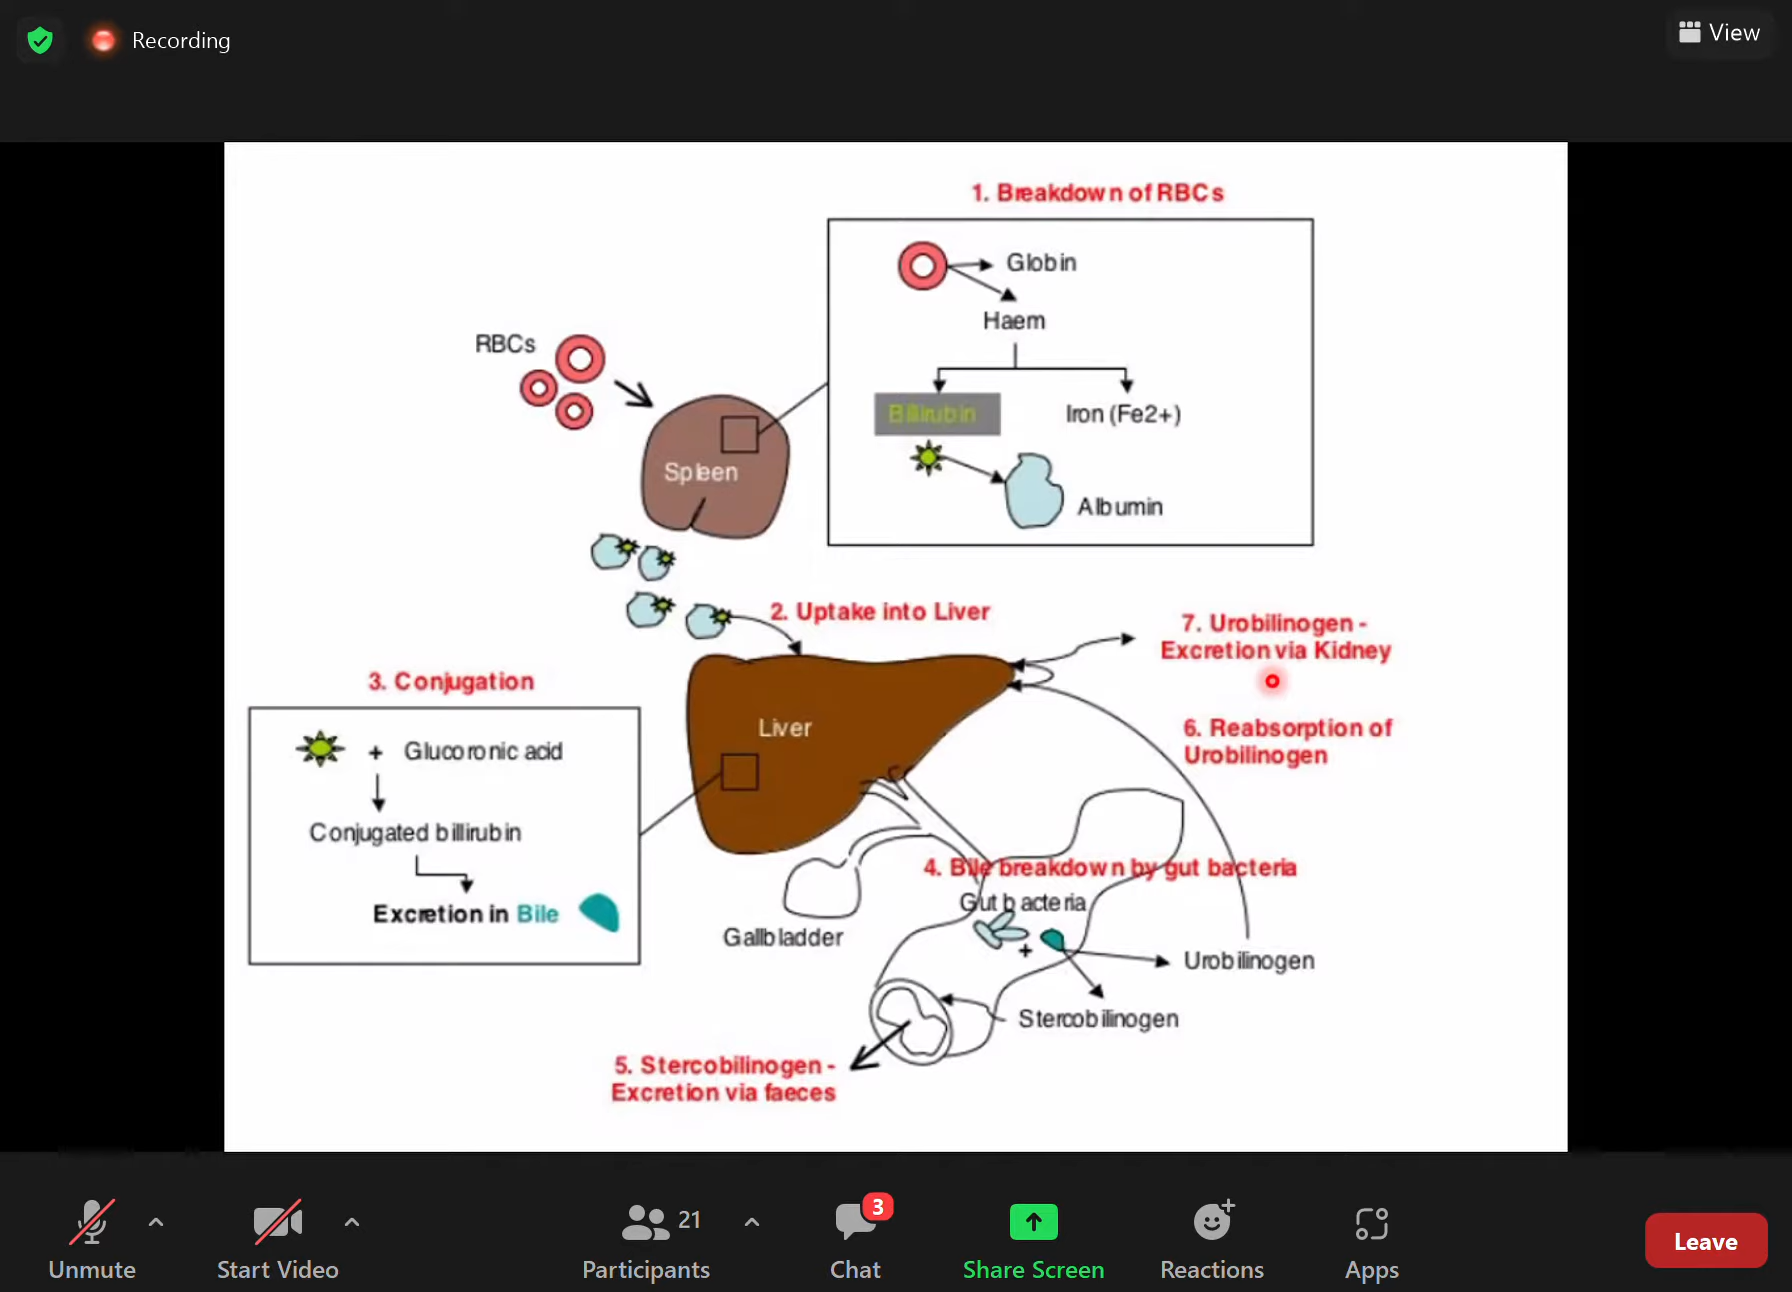 Recording
View
1. Breakdown of RBCs
Globin
Haem
RBCs
Billirubin
Iron (Fe2+)
Spleen
Albumin
2. Uptake into Liver
7. Urobilinogen -
Excretion via Kidney
3. Conjugation
Liver
6. Reabsorption of
Urobilinogen
+ Glucoronic acid
Conjugated billirubin
4. Bile breakdown by gut bacteria
Gut bacteria
Excretion in Bile
Gallbladder
+
Urobilinogen
Stercobilinogen
5. Stercobilinogen -
Excretion via faeces
21
3
Unmute
Start Video
Participants
Chat
Share Screen
Reactions
Apps
Leave